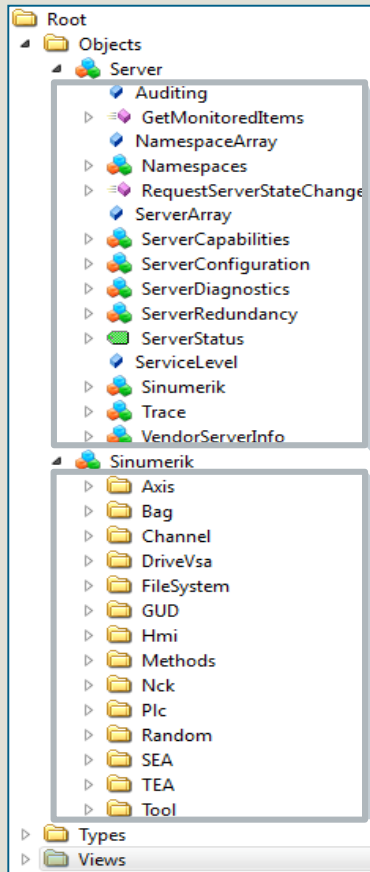 Root
Objects
Server
Auditing
GetMonitoredItems
NamespaceArray
Namespaces
RequestServerStateChange
ServerArray
ServerCapabilities
ServerConfiguration
ServerDiagnostics
ServerRedundancy
ServerStatus
ServiceLevel
Sinumerik
Trace
VendorServerInfo
Sinumerik
Axis
Bag
Channel
DriveVsa
FileSystem
GUD
Hmi
Methods
Nck
Plc
Random
SEA
TEA
Tool
Types
Views